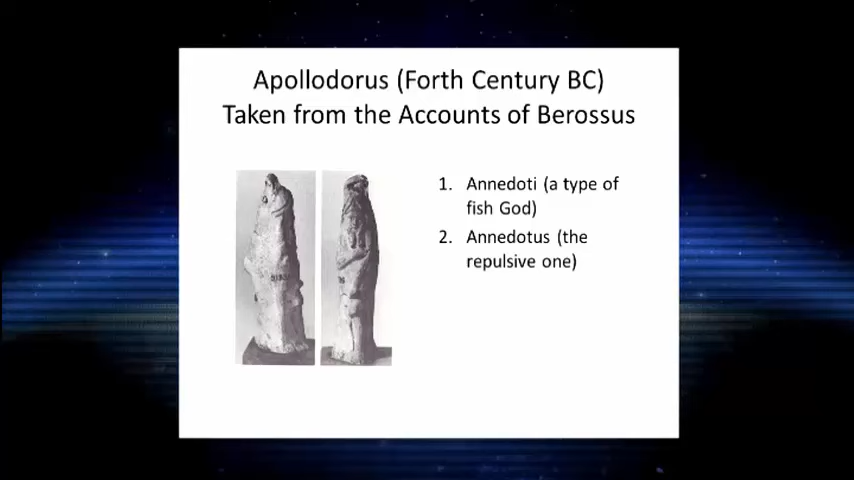 Apollodorus (Forth Century BC)
Taken from the Accounts of Berossus
1. Annedoti (a type of
fish God)
2. Annedotus (the
repulsive one)